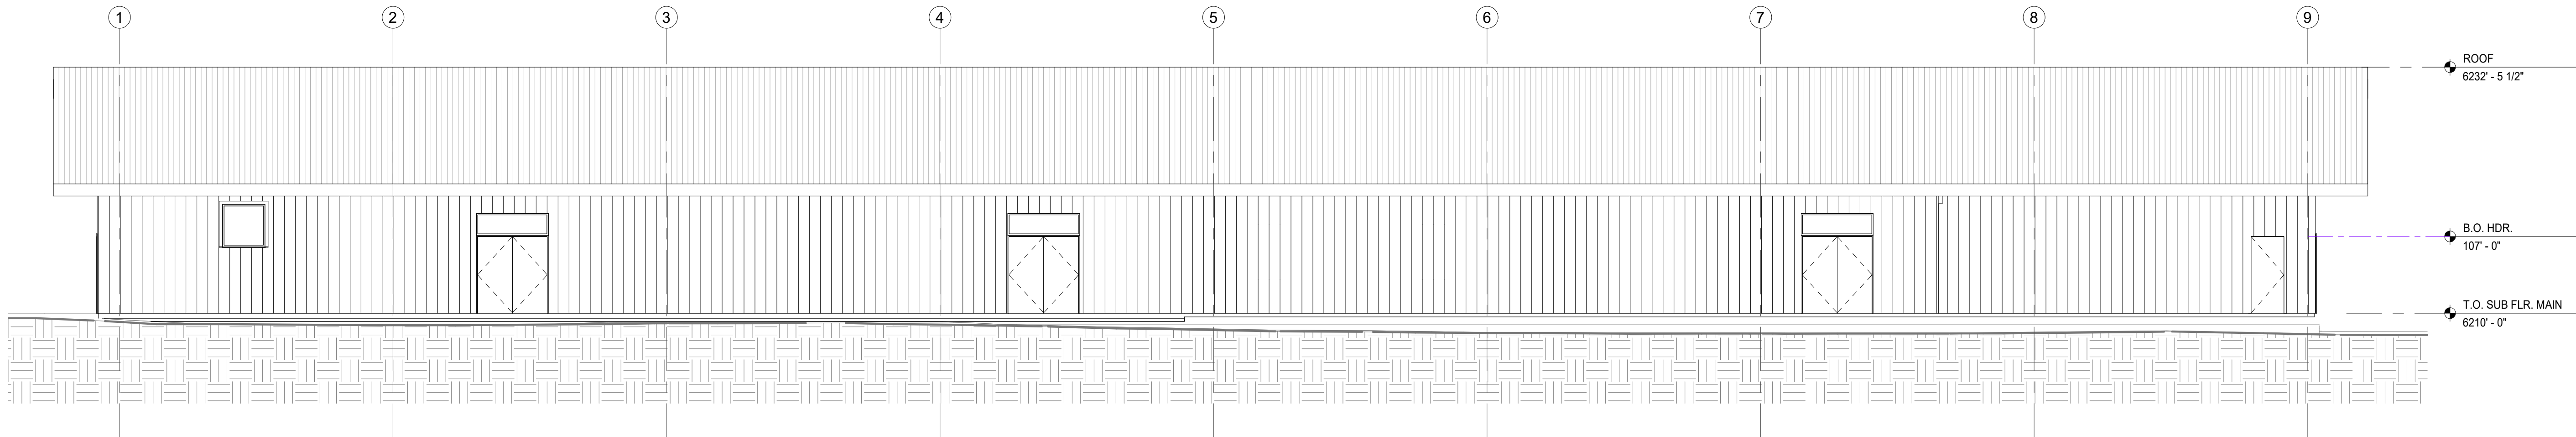 1 2 3 4 5 6 7 8 9
ROOF
6232' - 5 1/2"
B.O. HDR.
107' - 0"
T.O. SUB FLR. MAIN
6210' - 0"